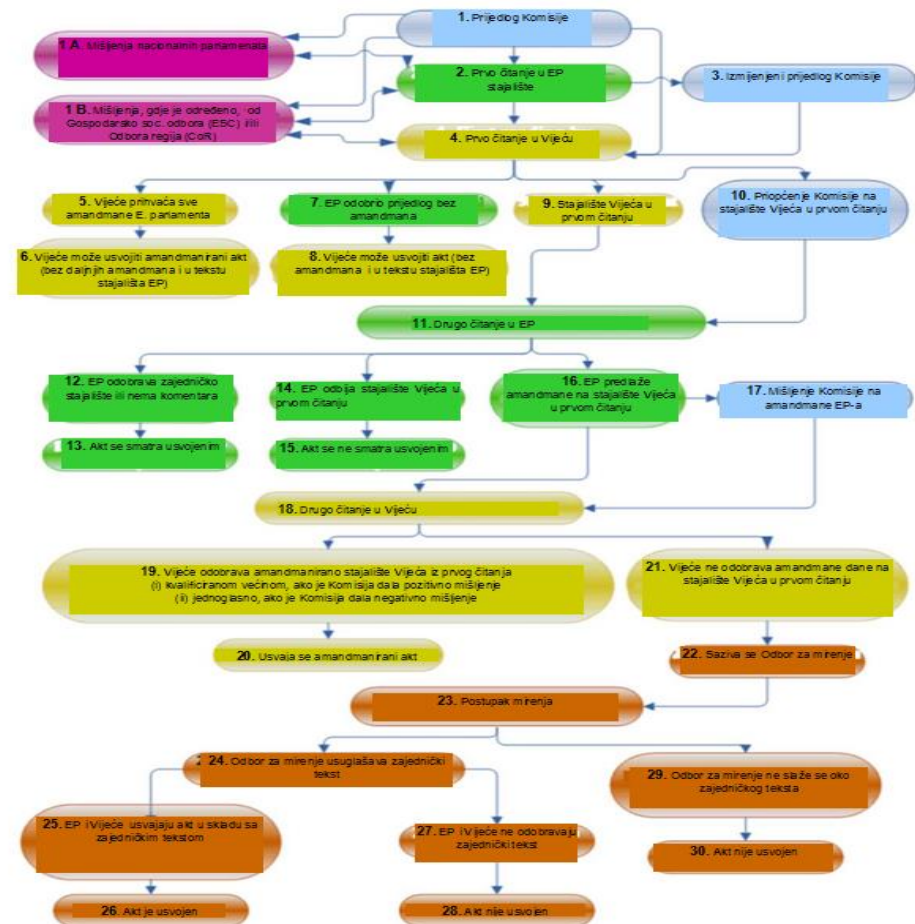 1. Prijedlog Komisije
1 A. Mišljenja nacionalnih parlamenata
2. Prvo čitanje u EP
stajalište
3. Izmijenjeni prijedlog Komisije
1 B. Mišljenja, gdje je određeno, od
Gospodarsko soc. odbora (ESC) i/ili
Odbora regija (CoR)
4. Prvo čitanje u Vijeću
5. Vijeće prihvaća sve
amandmane E. parlamenta
7. EP odobrio prijedlog bez
amandmana
9. Stajalište Vijeća u
prvom čitanju
10. Priopćenje Komisije na
stajalište Vijeća u prvom čitanju
6. Vijeće može usvojiti amandmanirani akt
(bez daljnjih amandmana i u tekstu
stajališta EP)
8. Vijeće može usvojiti akt (bez
amandmana i u tekstu stajališta EP)
11. Drugo čitanje u EP
12. EP odobrava zajedničko
stajalište ili nema komentara
14. EP odbija stajalište Vijeća u
prvom čitanju
16. EP predlaže
amandmane na stajalište Vijeća
u prvom čitanju
17. Mišljenje Komisije na
amandmane EP-a
13. Akt se smatra usvojenim
15. Akt se ne smatra usvojenim
18. Drugo čitanje u Vijeću
19. Vijeće odobrava amandmanirano stajalište Vijeća iz prvog čitanja
(i) kvalificiranom većinom, ako je Komisija dala pozitivno mišljenje
(ii) jednoglasno, ako je Komisija dala negativno mišljenje
21. Vijeće ne odobrava amandmane dane na
stajalište Vijeća u prvom čitanju
20. Usvaja se amandmanirani akt
22. Saziva se Odbor za mirenje
23. Postupak mirenja
24. Odbor za mirenje usuglašava zajednički
tekst
29. Odbor za mirenje ne slaže se oko
zajedničkog teksta
25. EP i Vijeće usvajaju akt u skladu sa
zajedničkim tekstom
27. EP i Vijeće ne odobravaju
zajednički tekst
30. Akt nije usvojen
26. Akt je usvojen
28. Akt nije usvojen